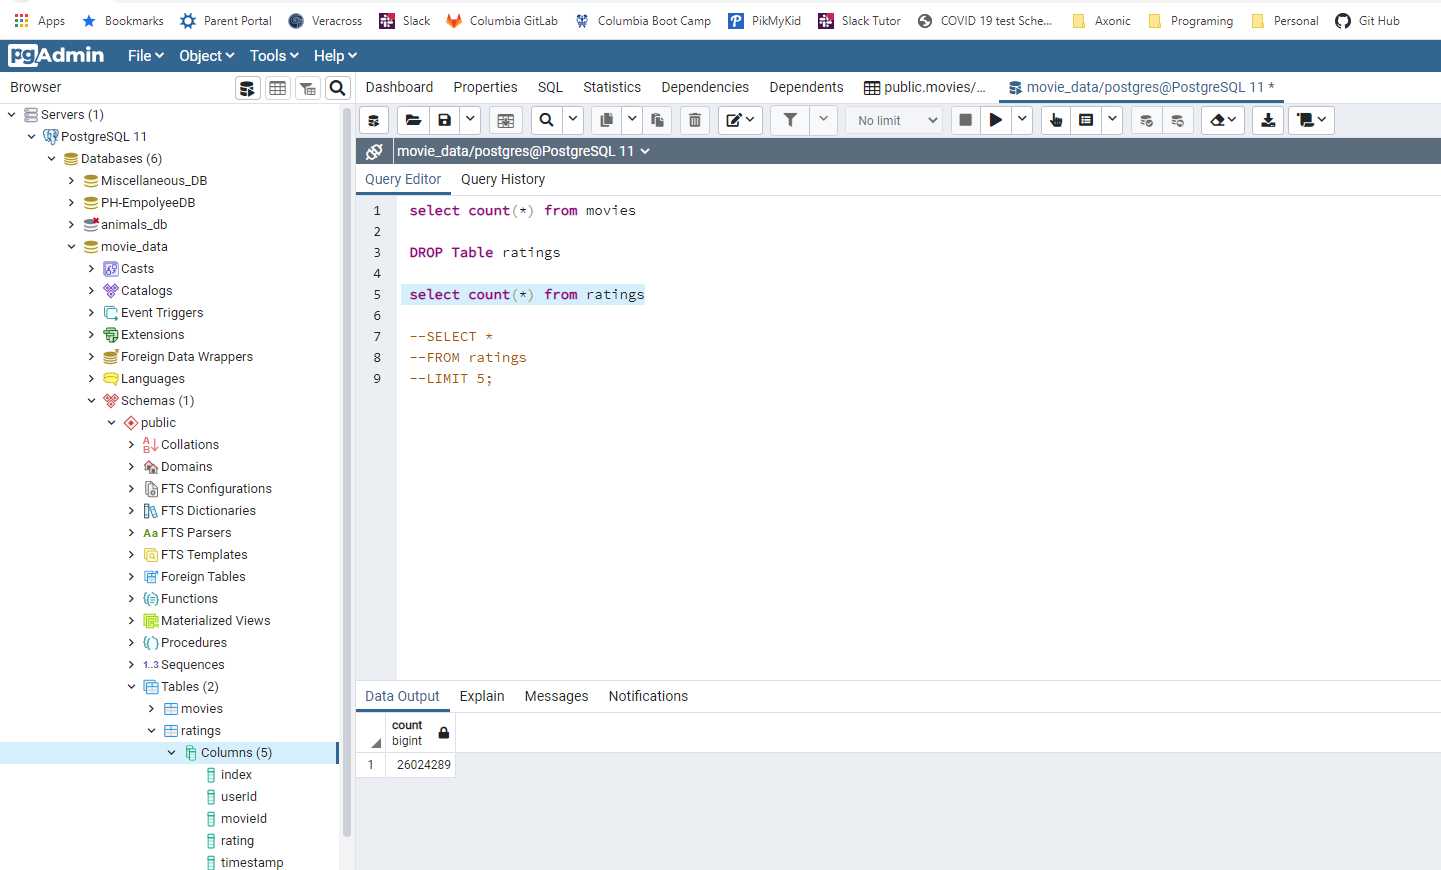 Apps Bookmarks Parent Portal Veracross Slack Columbia GitLab Columbia Boot Camp PikMyKid Slack Tutor COVID 19 test Sche... Axonic Programing Personal Git Hub
pgAdmin File Object Tools Help
Browser
Dashboard Properties SQL Statistics Dependencies Dependents public.movies/... movie_data/postgres@PostgreSQL 11 *
No limit
movie_data/postgres@PostgreSQL 11
Query Editor Query History
Servers (1)
PostgreSQL 11
Databases (6)
Miscellaneous_DB
PH-EmpolyeeDB
animals_db
movie_data
Casts
Catalogs
Event Triggers
Extensions
Foreign Data Wrappers
Languages
Schemas (1)
public
Collations
Domains
FTS Configurations
FTS Dictionaries
Aa FTS Parsers
FTS Templates
Foreign Tables
Functions
Materialized Views
Procedures
1..3 Sequences
Tables (2)
movies
ratings
Columns (5)
index
userId
movieId
rating
timestamp
1 select count(*) from movies
2
3 DROP Table ratings
4
5 select count(*) from ratings
6
7 --SELECT *
8 --FROM ratings
9 --LIMIT 5;
Data Output Explain Messages Notifications
count
bigint
1 26024289